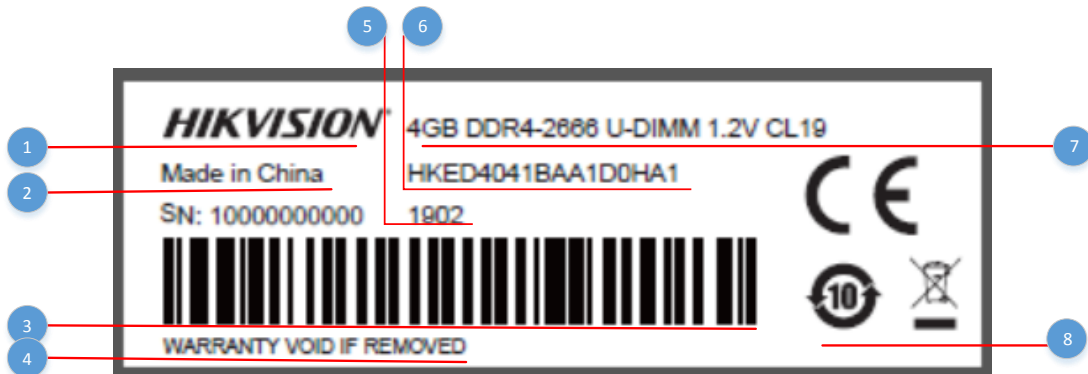 5 6
HIKVISION 4GB DDR4-2666 U-DIMM 1.2V CL19
1 7
Made in China HKED4041BAA1D0HA1
2
SN: 10000000000 1902
CE
10
3
WARRANTY VOID IF REMOVED
4 8